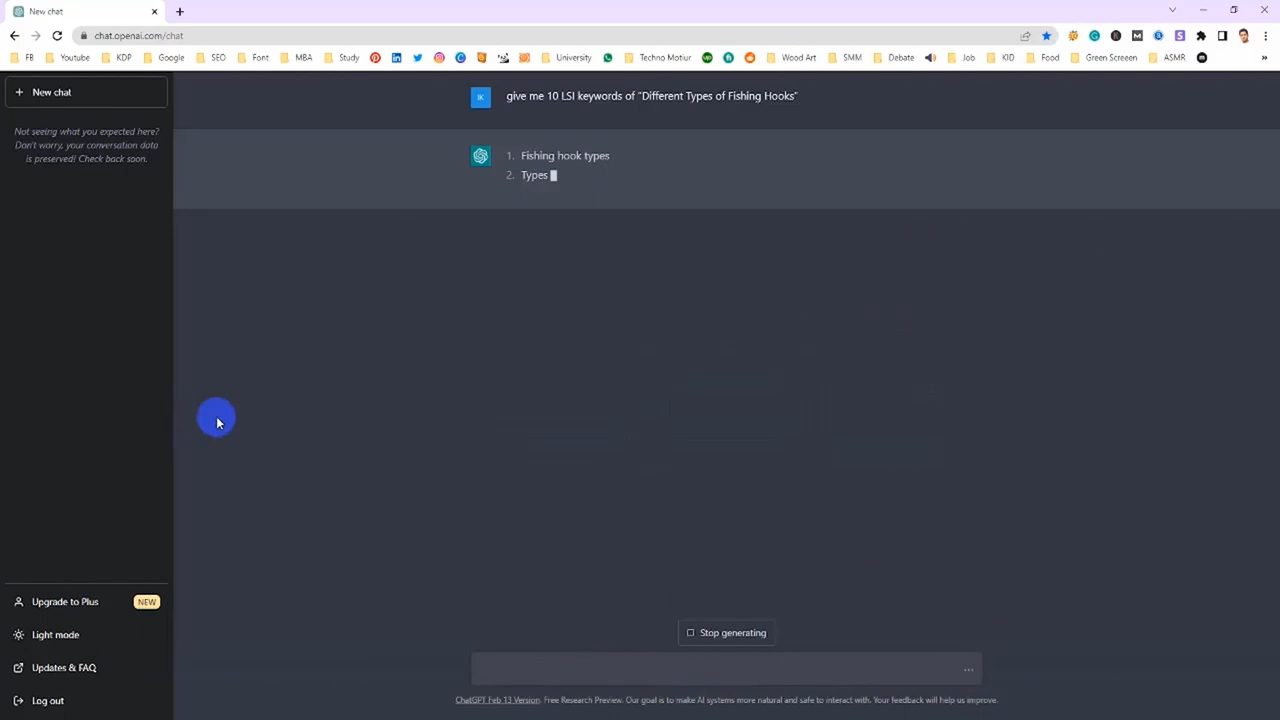 New chat
chat.openai.com/chat
FB Youtube KDP Google SEO Font MBA Study University Techno Motiur Wood Art SMM Debate Job KID Food Green Screeen ASMR
New chat
Not seeing what you expected here?
Don't worry, your conversation data
is preserved! Check back soon.
IK give me 10 LSI keywords of "Different Types of Fishing Hooks"
1. Fishing hook types
2. Types
Stop generating
Upgrade to Plus NEW
Light mode
Updates & FAQ
Log out
ChatGPT Feb 13 Version. Free Research Preview. Our goal is to make AI systems more natural and safe to interact with. Your feedback will help us improve.